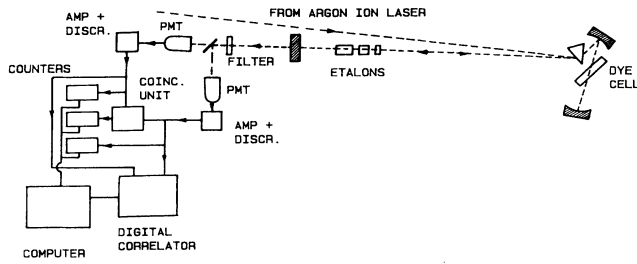 FROM ARGON ION LASER
AMP +
DISCR.
PMT
FILTER
ETALONS
DYE
CELL
COUNTERS
COINC.
UNIT
PMT
AMP +
DISCR.
DIGITAL
CORRELATOR
COMPUTER